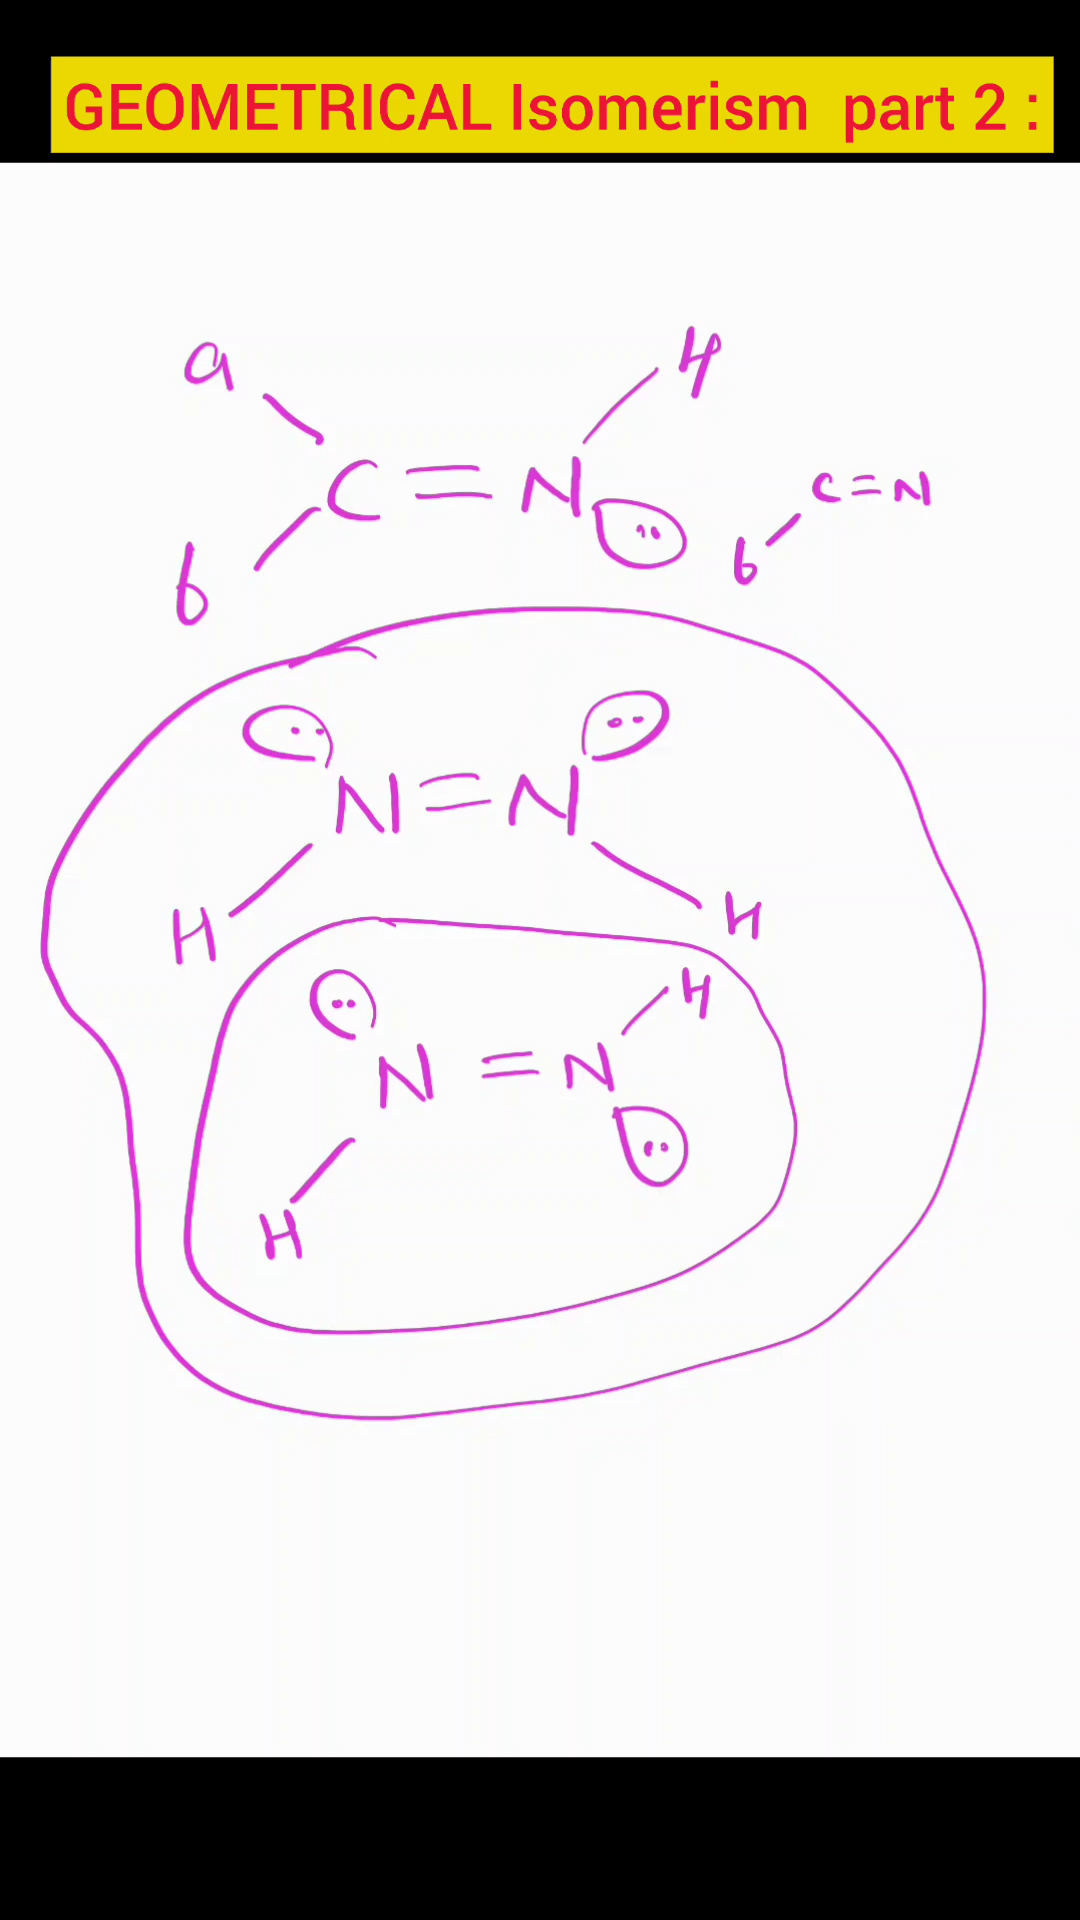 GEOMETRICAL Isomerism part 2 :
a H
C = N
b
C = N
b
N = N
H H
H
N = N
H